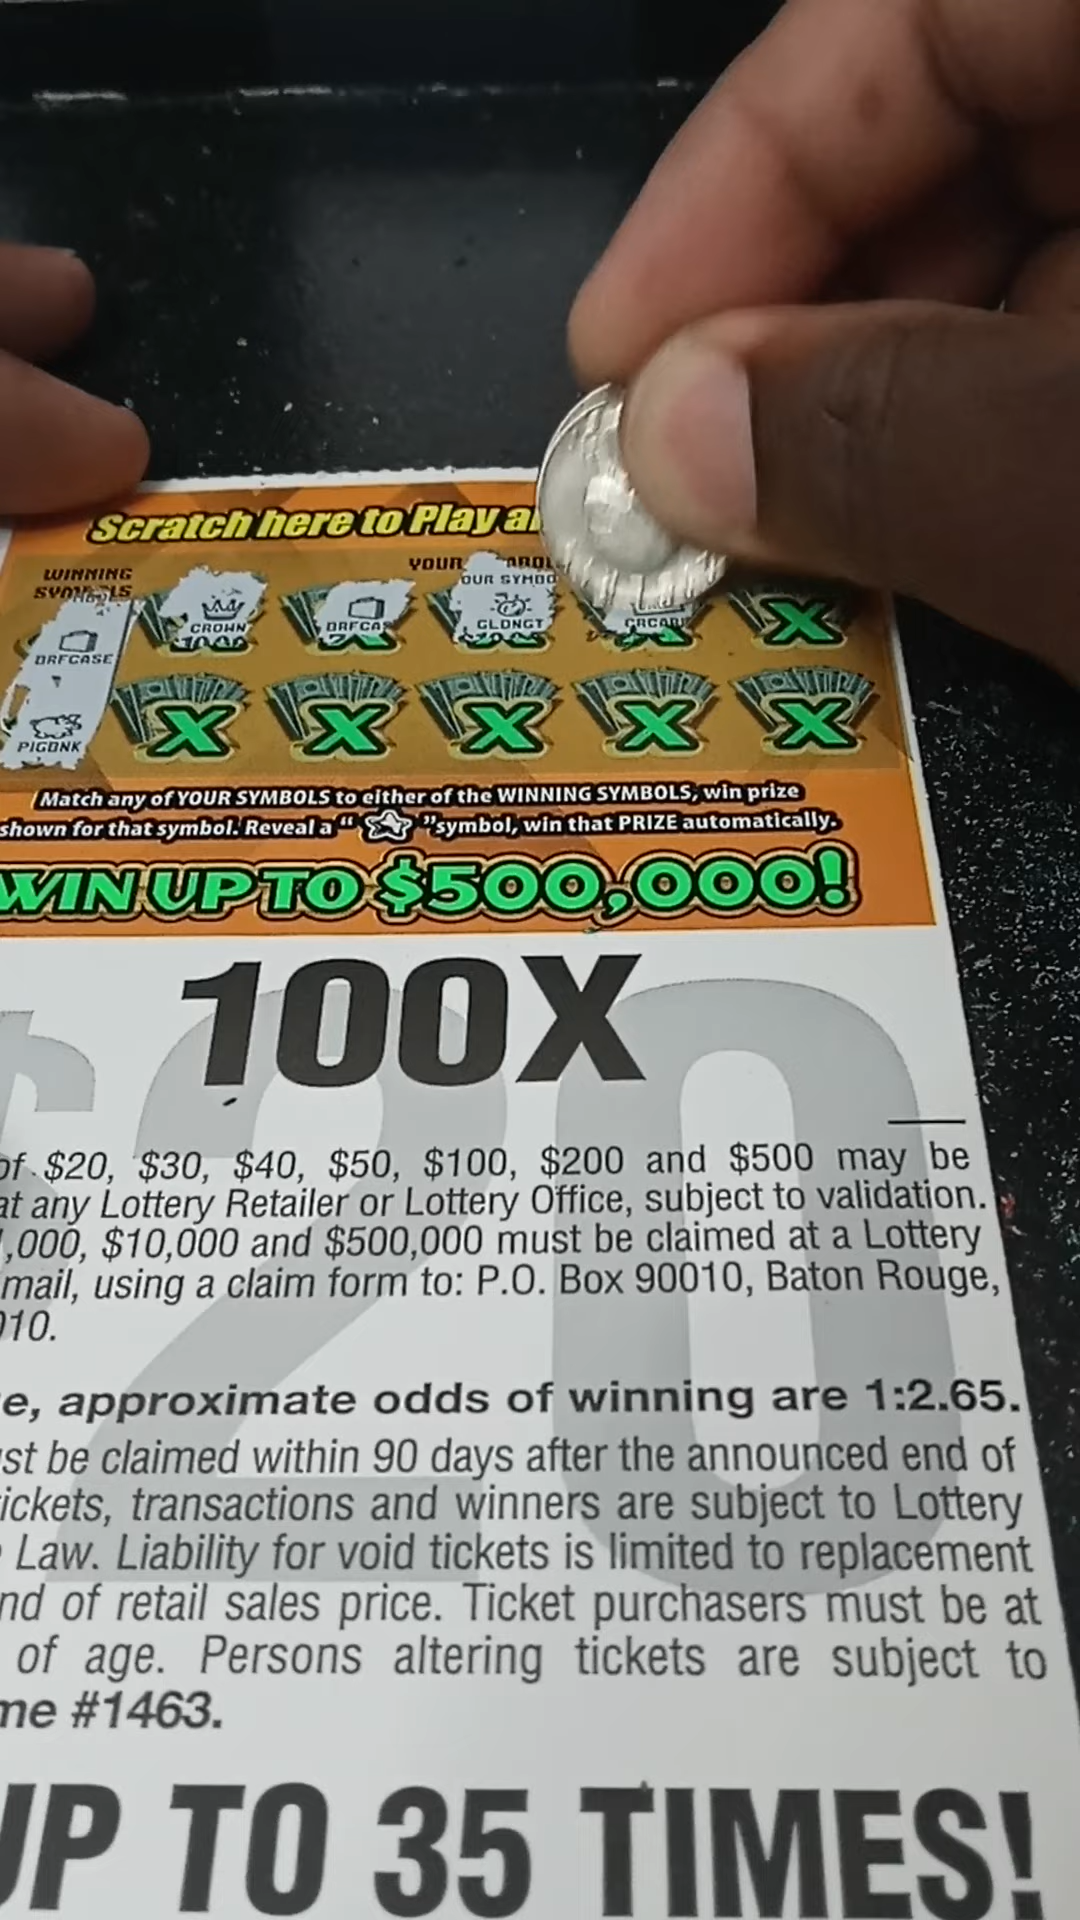 Scratch here to Play
WINNING
SYMBOLS
YOUR
OUR SYMBO
CROWN
BRFCAS
GLDNGT
BRFCASE
PIGBNK
X
X X X X X
Match any of YOUR SYMBOLS to either of the WINNING SYMBOLS, win prize
shown for that symbol. Reveal a " " symbol, win that PRIZE automatically.
WIN UP TO $500,000!
100X
$20
of $20, $30, $40, $50, $100, $200 and $500 may be
at any Lottery Retailer or Lottery Office, subject to validation.
,000, $10,000 and $500,000 must be claimed at a Lottery
mail, using a claim form to: P.O. Box 90010, Baton Rouge,
010.
e, approximate odds of winning are 1:2.65.
st be claimed within 90 days after the announced end of
ickets, transactions and winners are subject to Lottery
Law. Liability for void tickets is limited to replacement
nd of retail sales price. Ticket purchasers must be at
of age. Persons altering tickets are subject to
me #1463.
UP TO 35 TIMES!